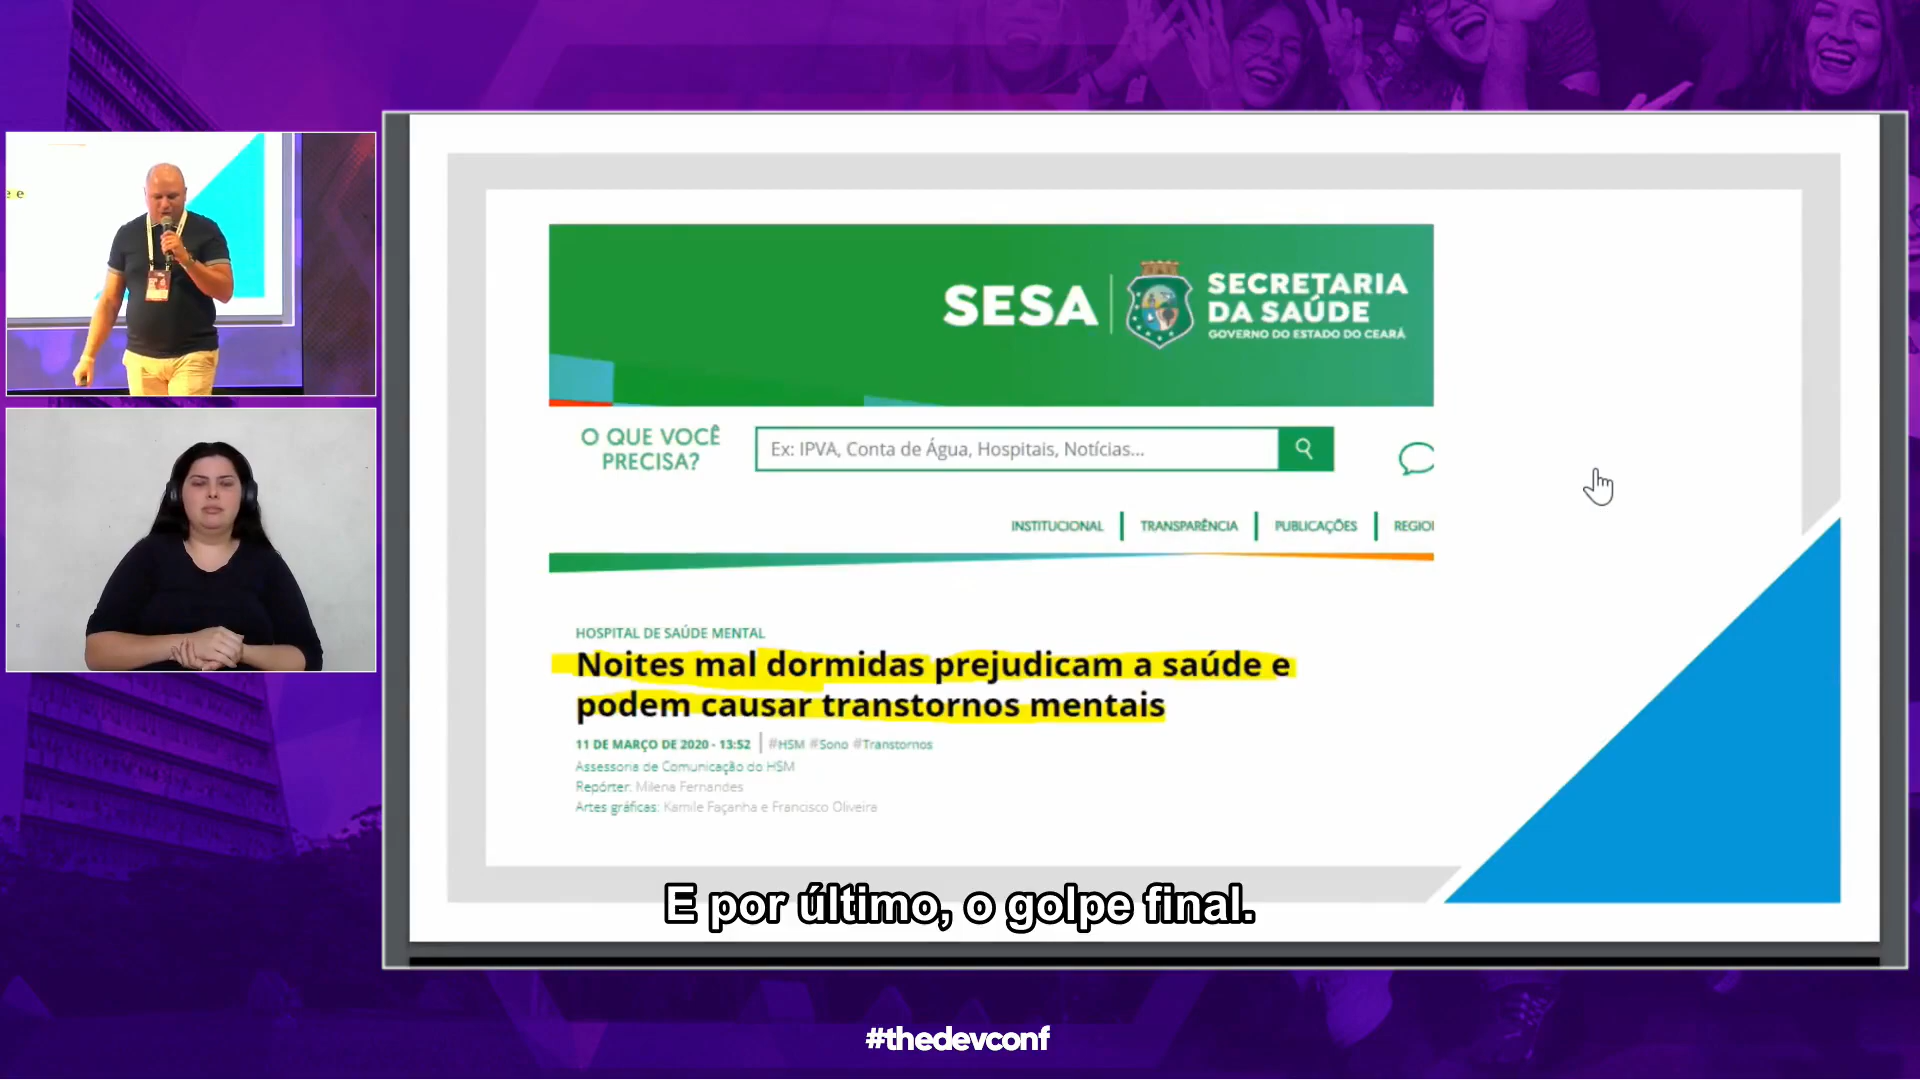 SESA
SECRETARIA
DA SAÚDE
GOVERNO DO ESTADO DO CEARÁ
O QUE VOCÊ
PRECISA?
Ex: IPVA, Conta de Água, Hospitais, Notícias...
INSTITUCIONAL
TRANSPARÊNCIA
PUBLICAÇÕES
REGIO
HOSPITAL DE SAÚDE MENTAL
Noites mal dormidas prejudicam a saúde e
podem causar transtornos mentais
11 DE MARÇO DE 2020 - 13:52 #HSM #Sono #Transtornos
Assessoria de Comunicação do HSM
Repórter: Milena Fernandes
Artes gráficas: Kamile Façanha e Francisco Oliveira
E por último, o golpe final.
#thedevconf